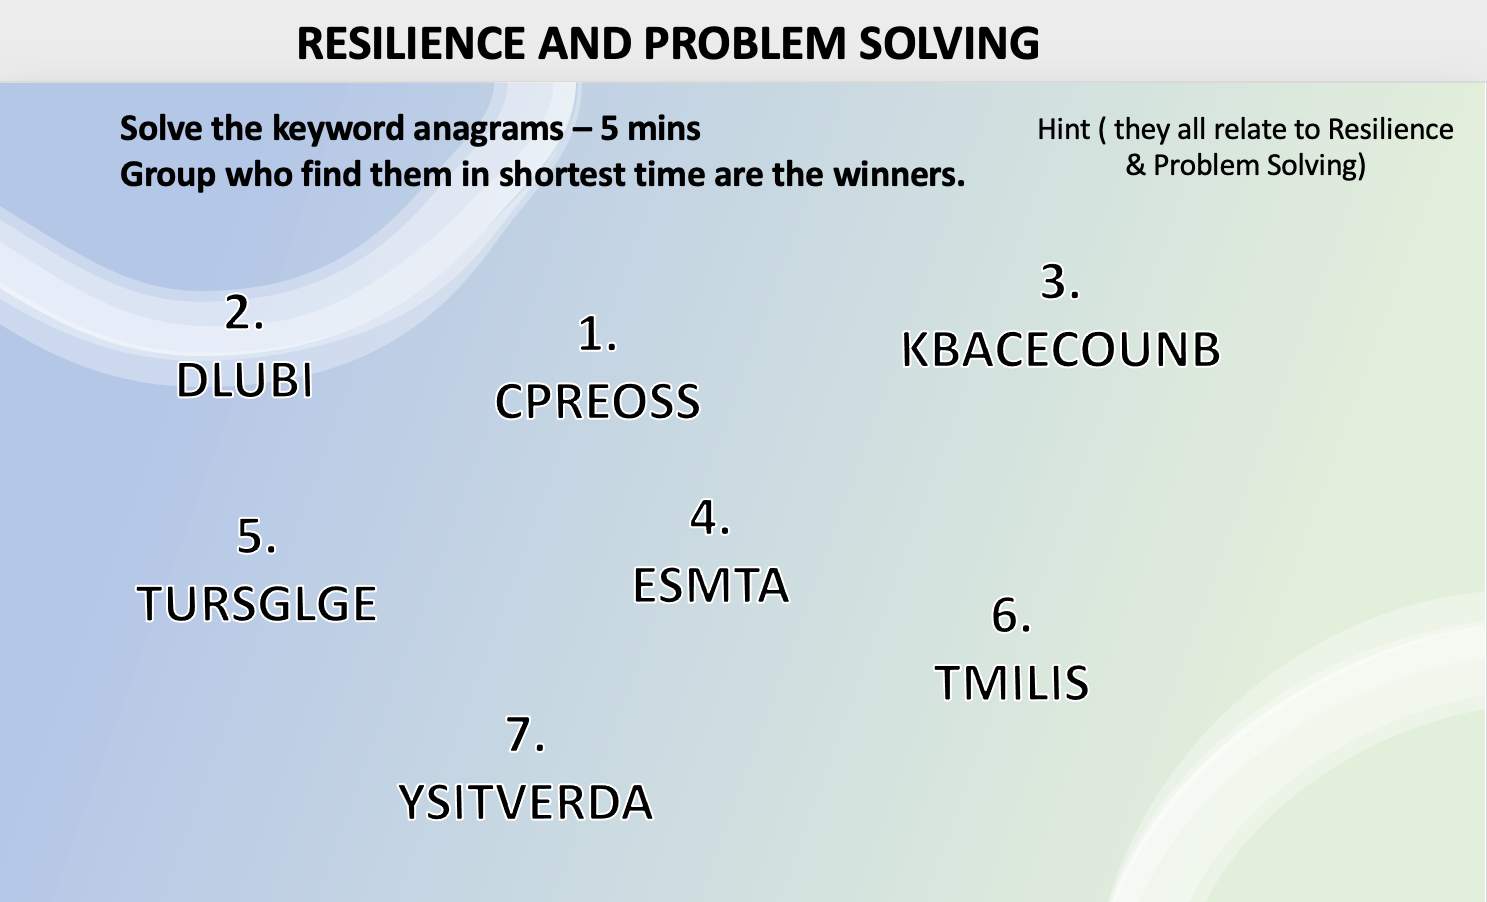 RESILIENCE AND PROBLEM SOLVING
Solve the keyword anagrams – 5 mins
Group who find them in shortest time are the winners.
Hint ( they all relate to Resilience
& Problem Solving)
2.
DLUBI
1.
CPREOSS
3.
KBACECOUNB
5.
TURSGLGE
4.
ESMTA
6.
TMILIS
7.
YSITVERDA